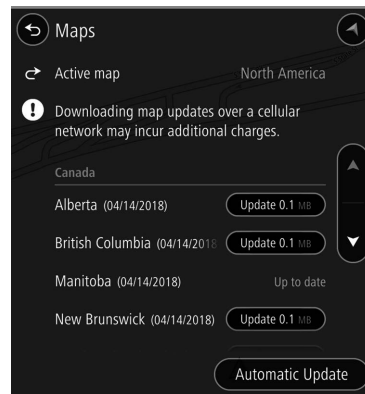 Maps
Active map North America
Downloading map updates over a cellular
network may incur additional charges.
Canada
Alberta (04/14/2018) Update 0.1 MB
British Columbia (04/14/2018 Update 0.1 MB
Manitoba (04/14/2018) Up to date
New Brunswick (04/14/2018) Update 0.1 MB
Automatic Update